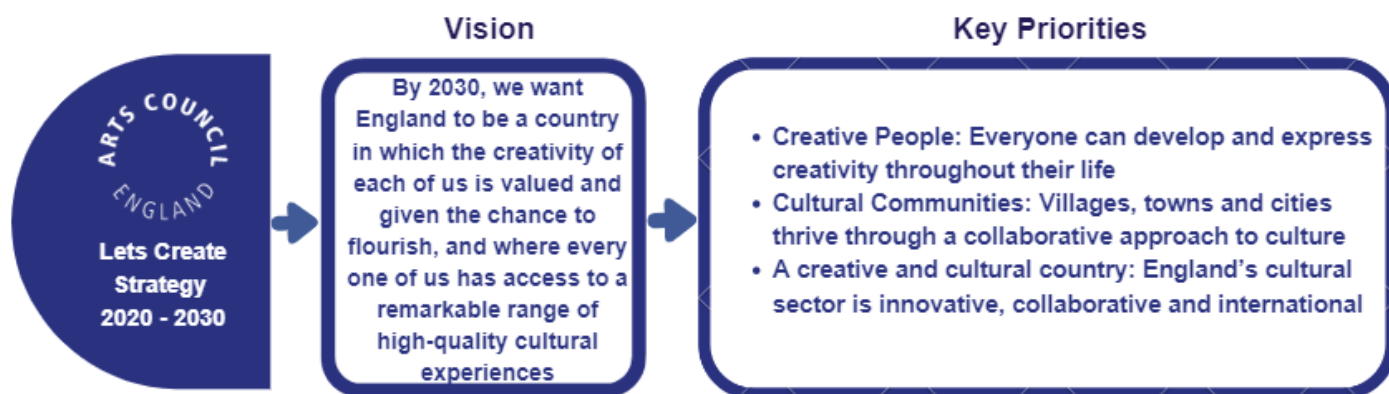 Vision
Key Priorities
ARTS COUNCIL
ENGLAND
Lets Create
Strategy
2020 - 2030
By 2030, we want
England to be a country
in which the creativity of
each of us is valued and
given the chance to
flourish, and where every
one of us has access to a
remarkable range of
high-quality cultural
experiences
• Creative People: Everyone can develop and express
creativity throughout their life
• Cultural Communities: Villages, towns and cities
thrive through a collaborative approach to culture
• A creative and cultural country: England's cultural
sector is innovative, collaborative and international